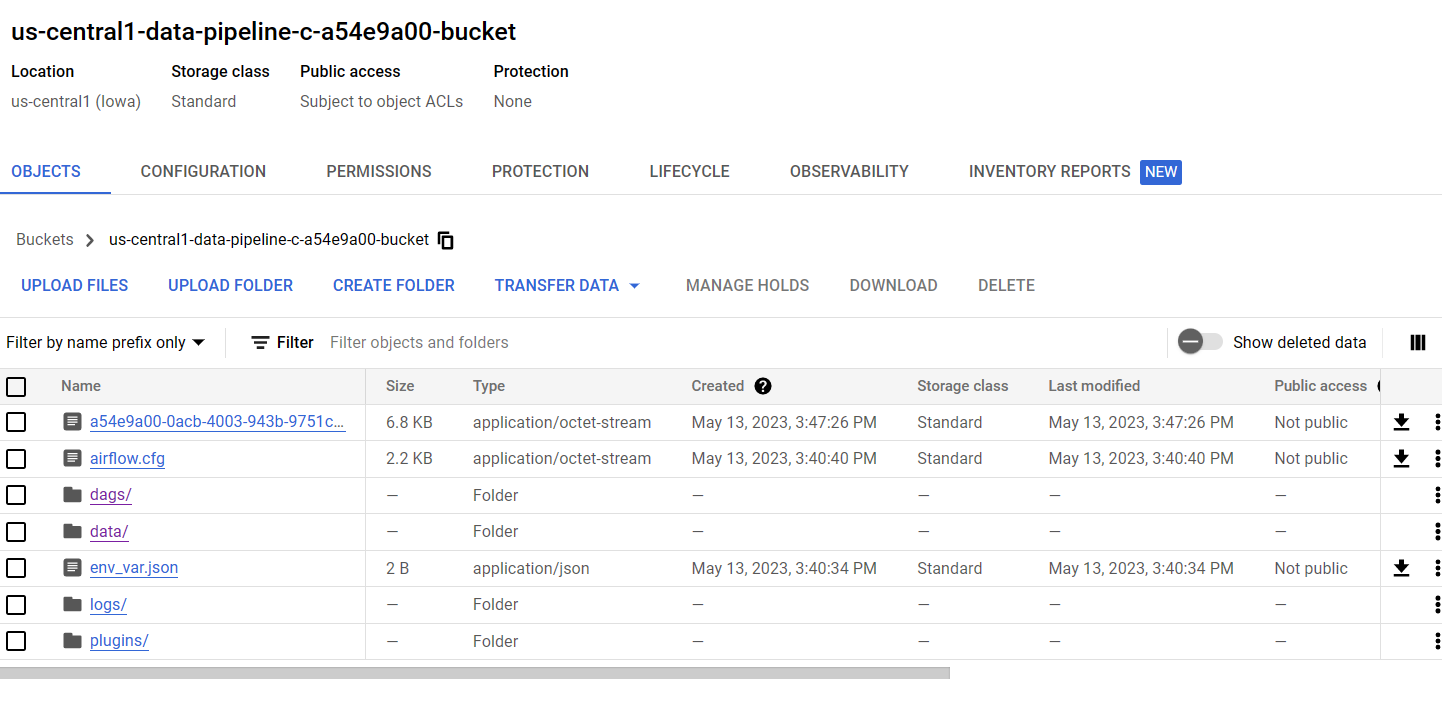 us-central1-data-pipeline-c-a54e9a00-bucket
Location Storage class Public access Protection
us-central1 (Iowa) Standard Subject to object ACLs None
OBJECTS CONFIGURATION PERMISSIONS PROTECTION LIFECYCLE OBSERVABILITY INVENTORY REPORTS NEW
Buckets us-central1-data-pipeline-c-a54e9a00-bucket
UPLOAD FILES UPLOAD FOLDER CREATE FOLDER TRANSFER DATA MANAGE HOLDS DOWNLOAD DELETE
Filter by name prefix only Filter Filter objects and folders Show deleted data
Name Size Type Created ? Storage class Last modified Public access
a54e9a00-0acb-4003-943b-9751c... 6.8 KB application/octet-stream May 13, 2023, 3:47:26 PM Standard May 13, 2023, 3:47:26 PM Not public
airflow.cfg 2.2 KB application/octet-stream May 13, 2023, 3:40:40 PM Standard May 13, 2023, 3:40:40 PM Not public
dags/ — Folder — — — —
data/ — Folder — — — —
env_var.json 2 B application/json May 13, 2023, 3:40:34 PM Standard May 13, 2023, 3:40:34 PM Not public
logs/ — Folder — — — —
plugins/ — Folder — — — —